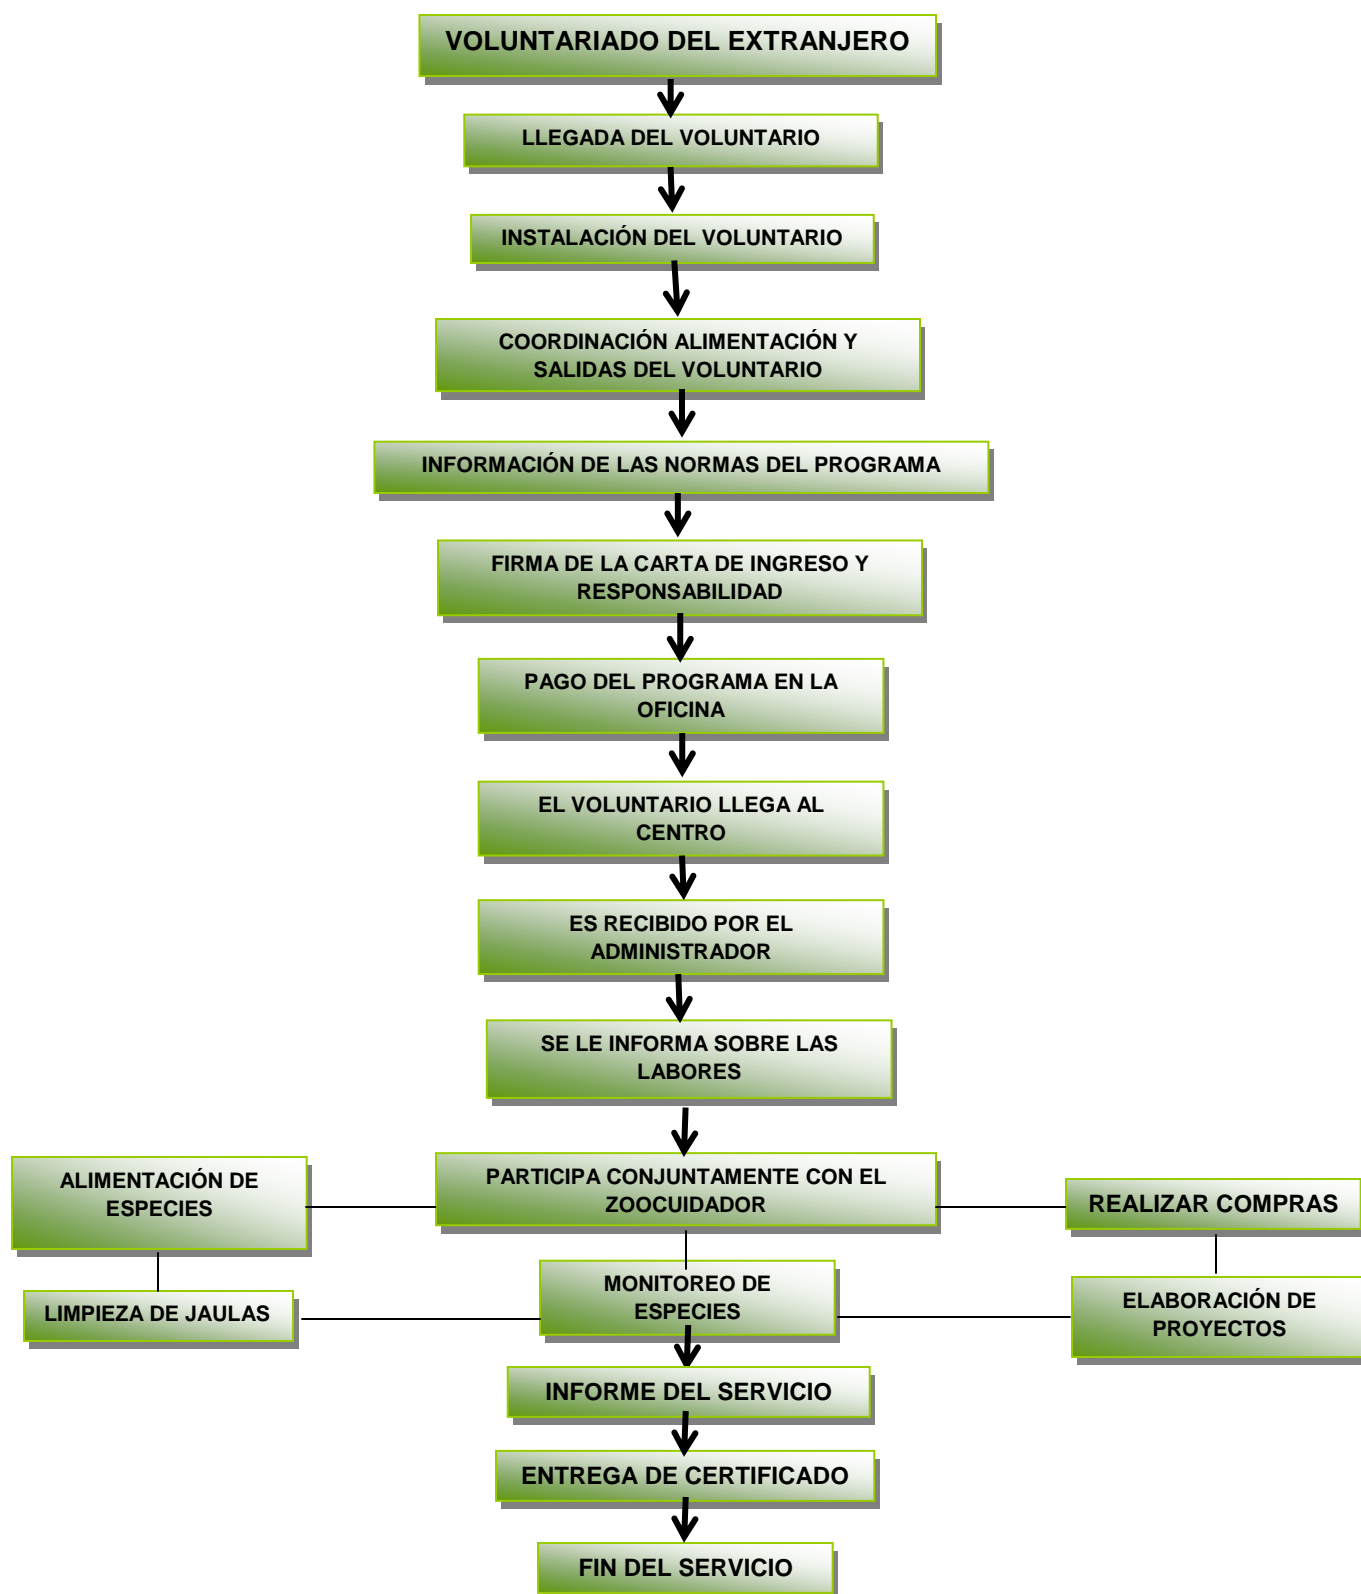 VOLUNTARIADO DEL EXTRANJERO
LLEGADA DEL VOLUNTARIO
INSTALACIÓN DEL VOLUNTARIO
COORDINACIÓN ALIMENTACIÓN Y
SALIDAS DEL VOLUNTARIO
INFORMACIÓN DE LAS NORMAS DEL PROGRAMA
FIRMA DE LA CARTA DE INGRESO Y
RESPONSABILIDAD
PAGO DEL PROGRAMA EN LA
OFICINA
EL VOLUNTARIO LLEGA AL
CENTRO
ES RECIBIDO POR EL
ADMINISTRADOR
SE LE INFORMA SOBRE LAS
LABORES
PARTICIPA CONJUNTAMENTE CON EL
ZOOCUIDADOR
ALIMENTACIÓN DE
ESPECIES
REALIZAR COMPRAS
LIMPIEZA DE JAULAS
MONITOREO DE
ESPECIES
ELABORACIÓN DE
PROYECTOS
INFORME DEL SERVICIO
ENTREGA DE CERTIFICADO
FIN DEL SERVICIO